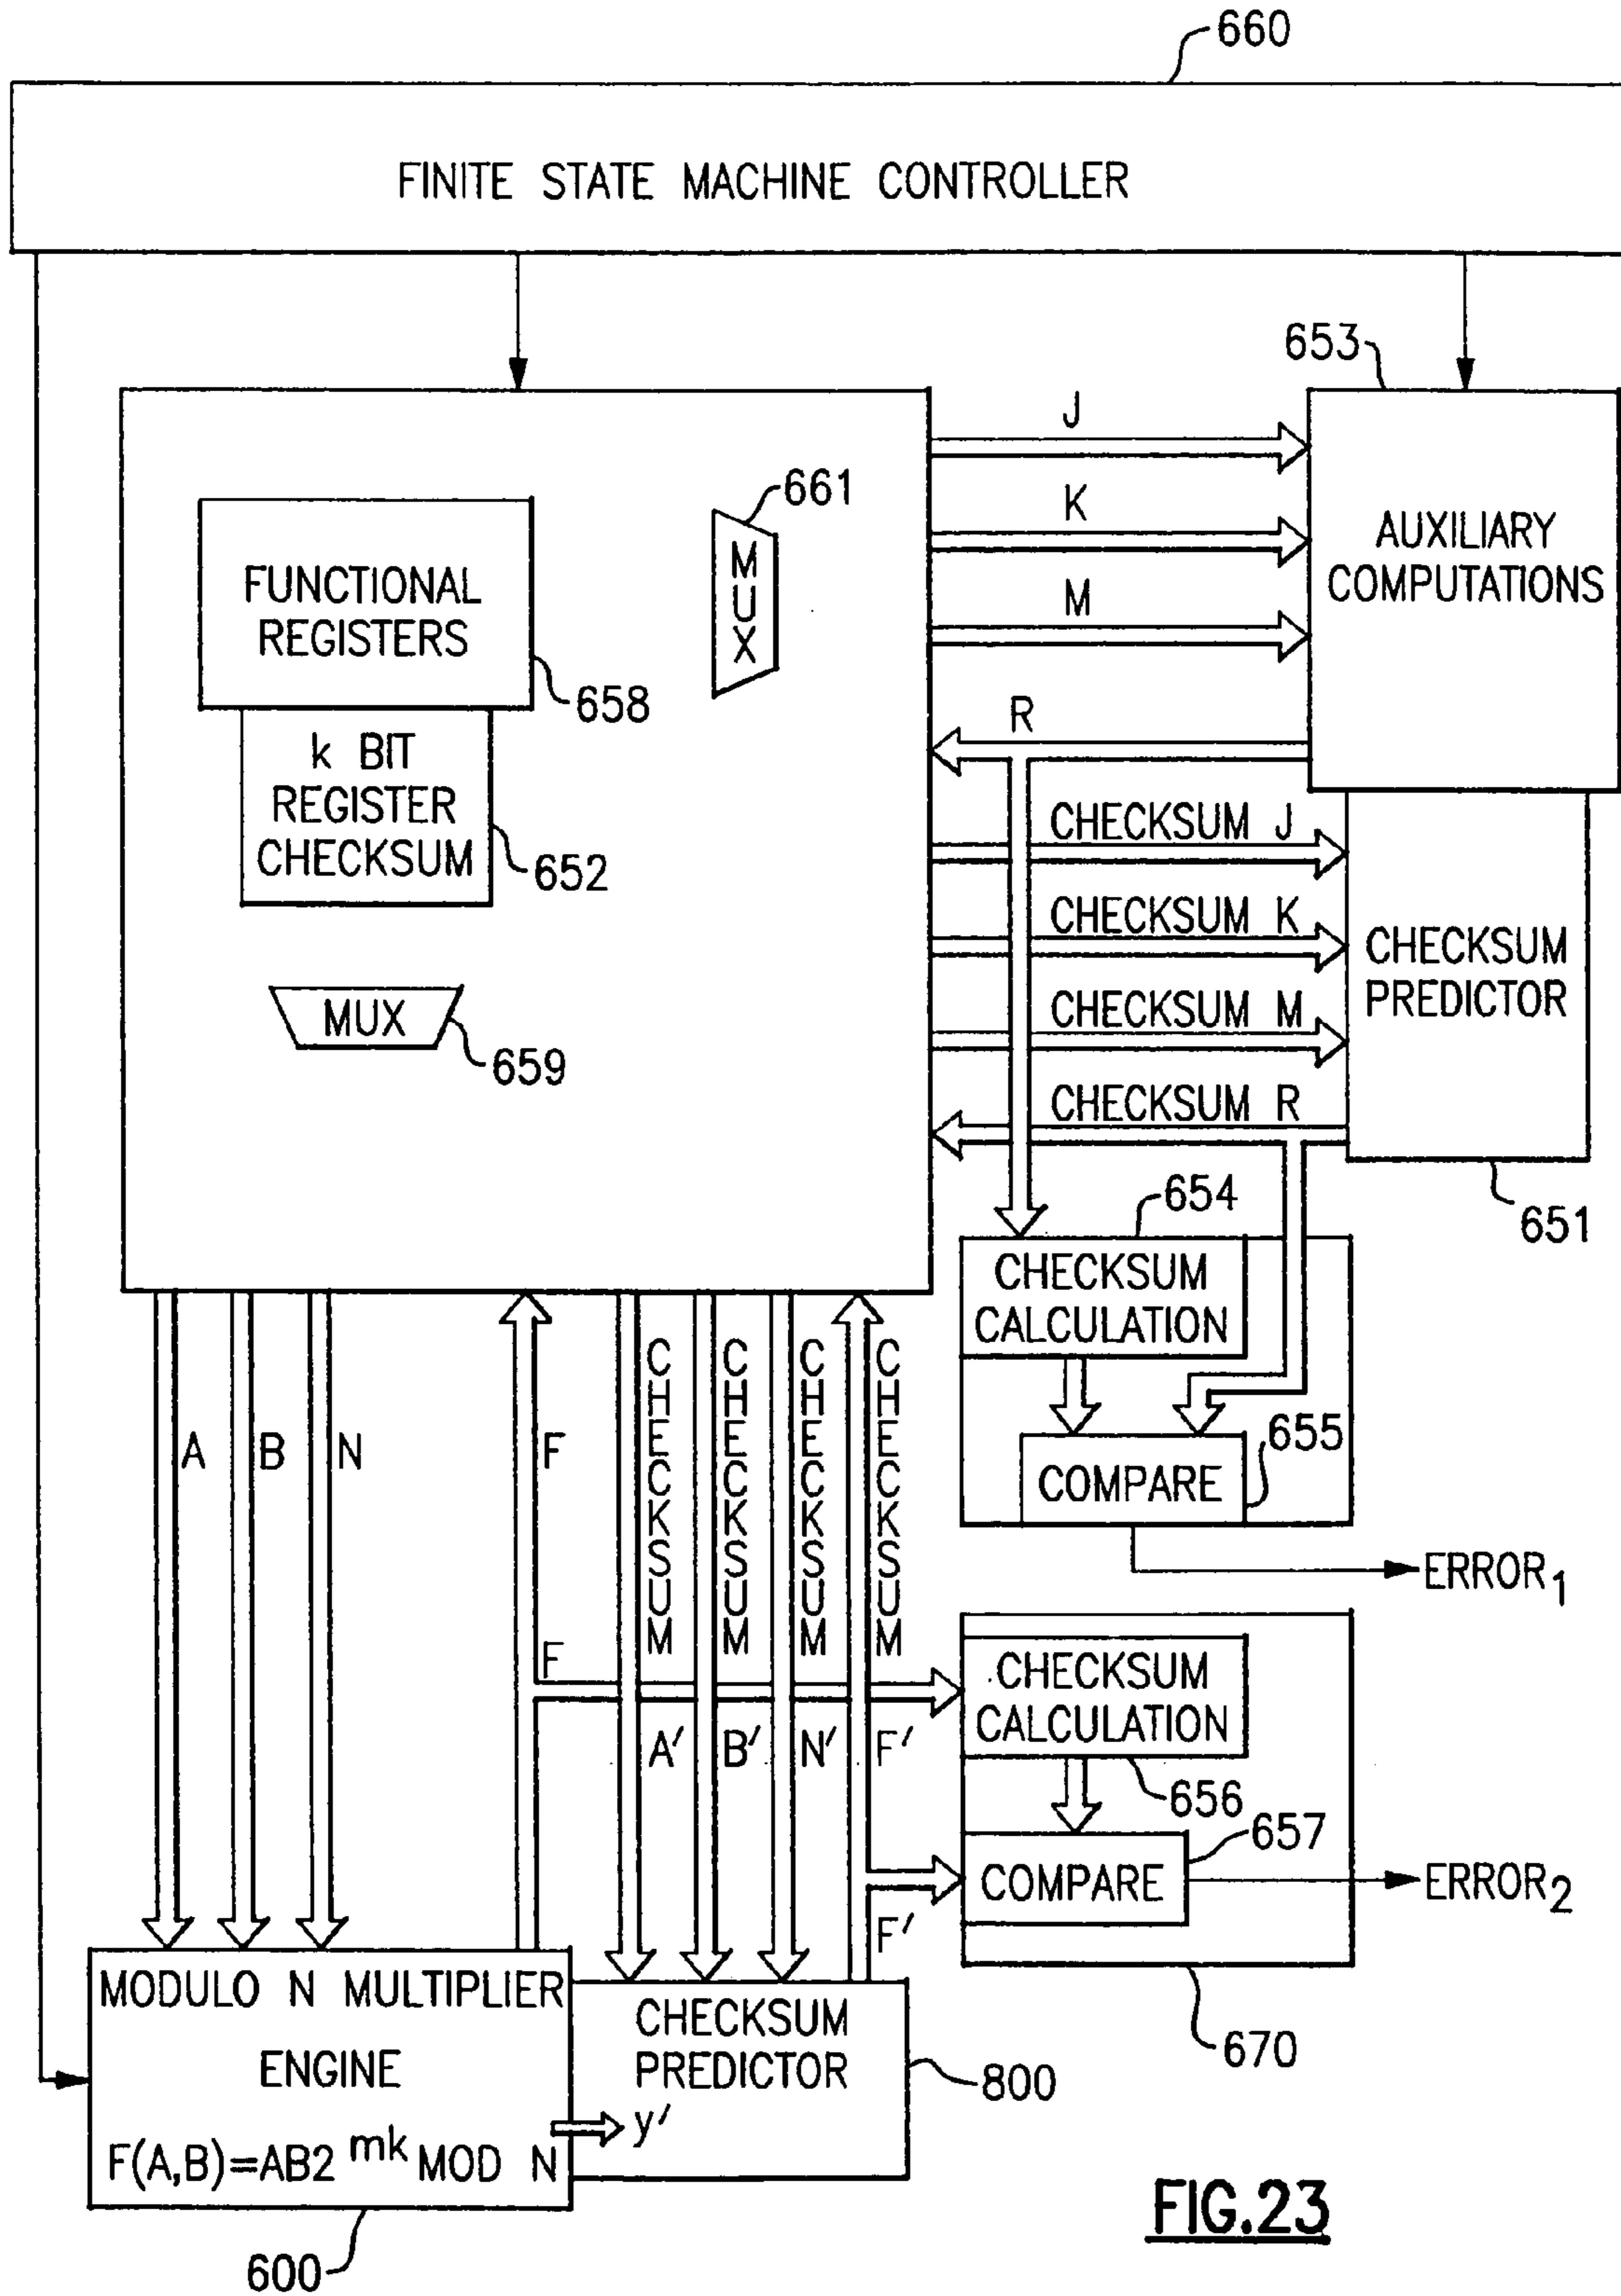 660
FINITE STATE MACHINE CONTROLLER
653
J
661
K
AUXILIARY
COMPUTATIONS
MUX
FUNCTIONAL
REGISTERS
M
658
R
k BIT
REGISTER
CHECKSUM
652
CHECKSUM J
CHECKSUM K
CHECKSUM
PREDICTOR
CHECKSUM M
MUX
659
CHECKSUM R
654
651
CHECKSUM
CALCULATION
A
B
N
F
CHECKSUM
CHECKSUM
CHECKSUM
CHECKSUM
655
COMPARE
ERROR1
F
CHECKSUM
CALCULATION
A′
B′
N′
F′
656
657
COMPARE
ERROR2
F′
MODULO N MULTIPLIER
ENGINE
CHECKSUM
PREDICTOR
670
800
y′
F(A,B)=AB2 mk MOD N
FIG.23
600